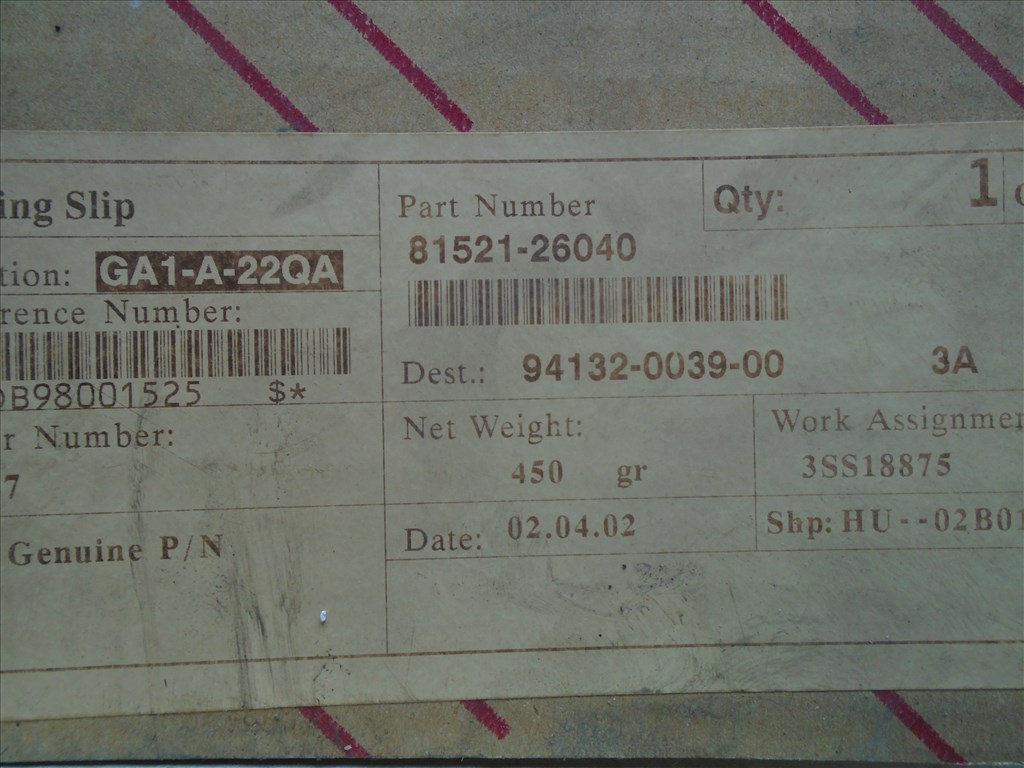 ing Slip
tion: GA1-A-22QA
rence Number:
B98001525 $*
r Number:
7
Genuine P/N
Part Number
81521-26040
Qty: 1
Dest.: 94132-0039-00 3A
Net Weight:
450 gr
Work Assignmen
3SS18875
Date: 02.04.02
Shp: HU--02B01